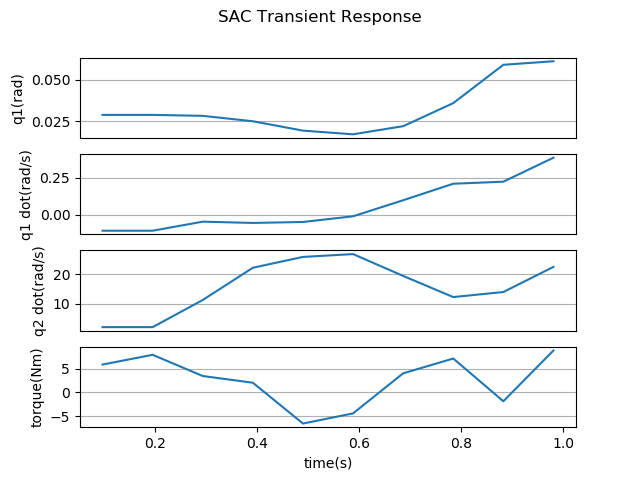 SAC Transient Response
q1(rad)
0.050
0.025
q1 dot(rad/s)
0.25
0.00
q2 dot(rad/s)
20
10
torque(Nm)
5
0
−5
0.2 0.4 0.6 0.8 1.0
time(s)